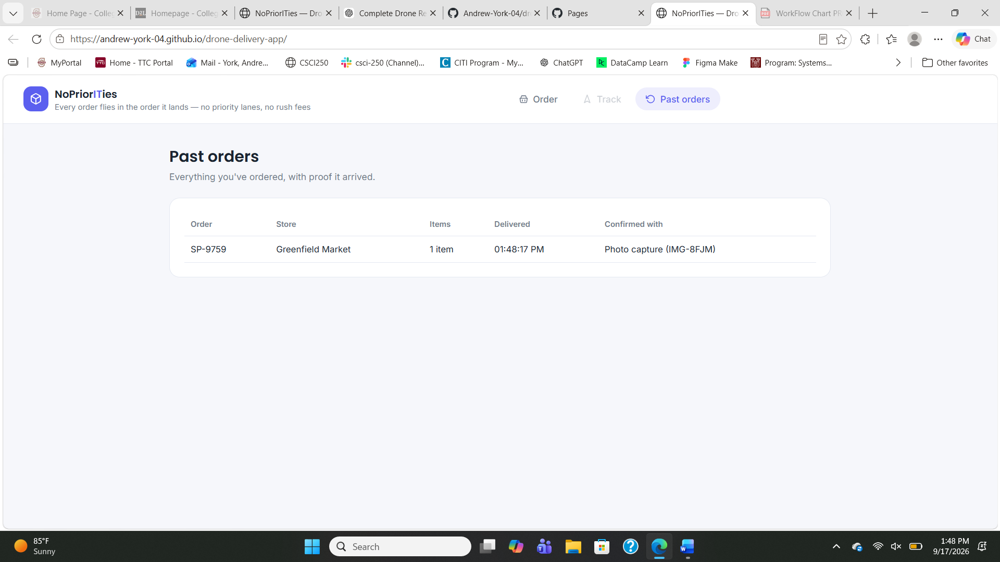 Home Page - Colleg
Homepage - Colleg
NoPriorITies — Dro
Complete Drone Re
Andrew-York-04/dr
Pages
NoPriorITies — Dro
WorkFlow Chart PR
https://andrew-york-04.github.io/drone-delivery-app/
Chat
MyPortal
Home - TTC Portal
Mail - York, Andre...
CSCI250
csci-250 (Channel)...
CITI Program - My...
ChatGPT
DataCamp Learn
Figma Make
Program: Systems...
Other favorites
NoPriorITies
Every order flies in the order it lands — no priority lanes, no rush fees
Order
Track
Past orders
Past orders
Everything you've ordered, with proof it arrived.
Order Store Items Delivered Confirmed with
SP-9759 Greenfield Market 1 item 01:48:17 PM Photo capture (IMG-8FJM)
85°F
Sunny
Search
1:48 PM
9/17/2026